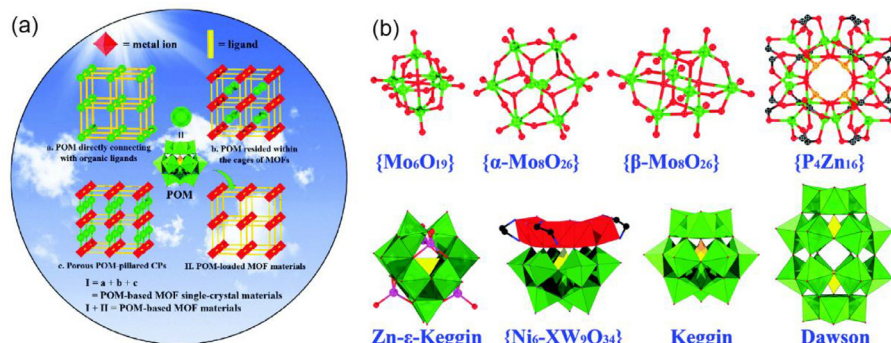 (a)
= metal ion
= ligand
a. POM directly connecting
with organic ligands
b. POM resided within
the cages of MOFs
II
POM
c. Porous POM-pillared CPs
II. POM-loaded MOF materials
I = a + b + c
= POM-based MOF single-crystal materials
I + II = POM-based MOF materials
(b)
{Mo₆O₁₉}
{α-Mo₈O₂₆}
{β-Mo₈O₂₆}
{P₄Zn₁₆}
Zn-ε-Keggin
{Ni₆-XW₉O₃₄}
Keggin
Dawson